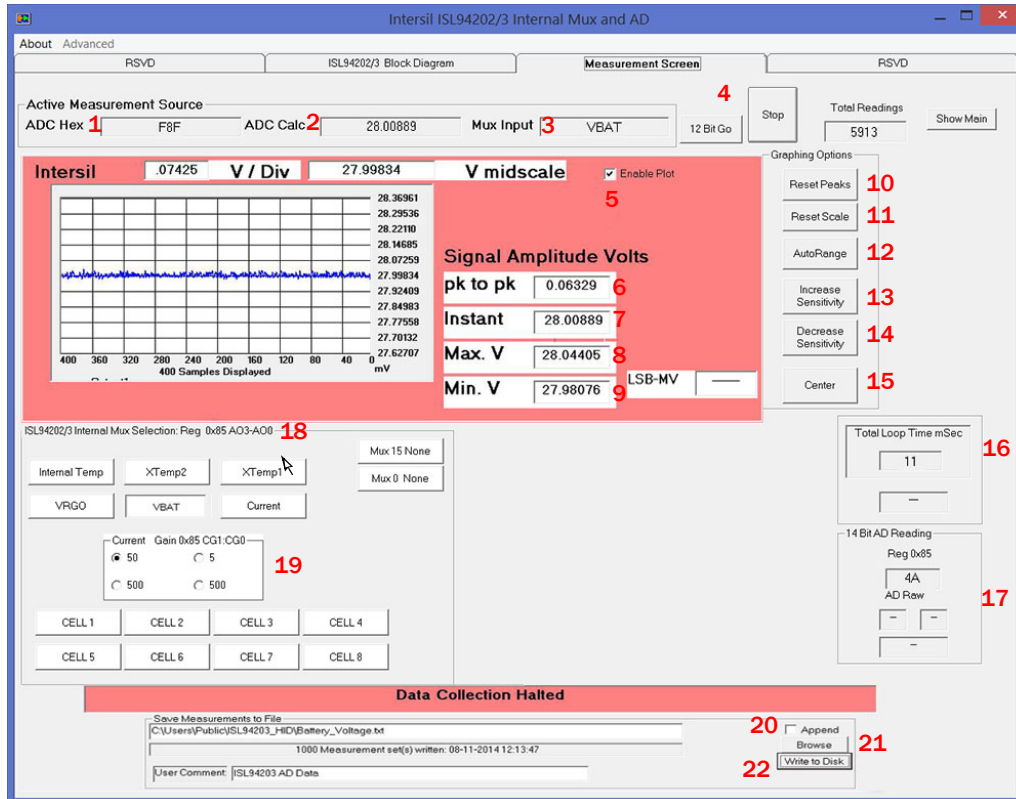 Intersil ISL94202/3 Internal Mux and AD
About Advanced
RSVD ISL94202/3 Block Diagram Measurement Screen RSVD
Active Measurement Source
ADC Hex 1 F8F ADC Calc 2 28.00889 Mux Input 3 VBAT
4
12 Bit Go
Stop
Total Readings
5913
Show Main
Intersil .07425 V / Div 27.99834 V midscale
Enable Plot
5
28.36961
28.29536
28.22110
28.14685
28.07259
27.99834
27.92409
27.84983
27.77558
27.70132
27.62707
mV
400 360 320 280 240 200 160 120 80 40 0
400 Samples Displayed
Signal Amplitude Volts
pk to pk 0.06329 6
Instant 28.00889 7
Max. V 28.04405 8
Min. V 27.98076 9
LSB-MV
Graphing Options
Reset Peaks 10
Reset Scale 11
AutoRange 12
Increase Sensitivity 13
Decrease Sensitivity 14
Center 15
ISL94202/3 Internal Mux Selection: Reg 0x85 AO3-AO0 18
Internal Temp XTemp2 XTemp1
Mux 15 None
Mux 0 None
VRGO VBAT Current
Current Gain 0x85 CG1:CG0
50 5
500 500
19
CELL 1 CELL 2 CELL 3 CELL 4
CELL 5 CELL 6 CELL 7 CELL 8
Total Loop Time mSec
11
16
14 Bit AD Reading
Reg 0x85
4A
AD Raw
17
Data Collection Halted
Save Measurements to File
C:\Users\Public\ISL94203_HID\Battery_Voltage.txt
1000 Measurement set(s) written: 08-11-2014 12:13:47
User Comment ISL94203 AD Data
20 Append
Browse 21
22 Write to Disk